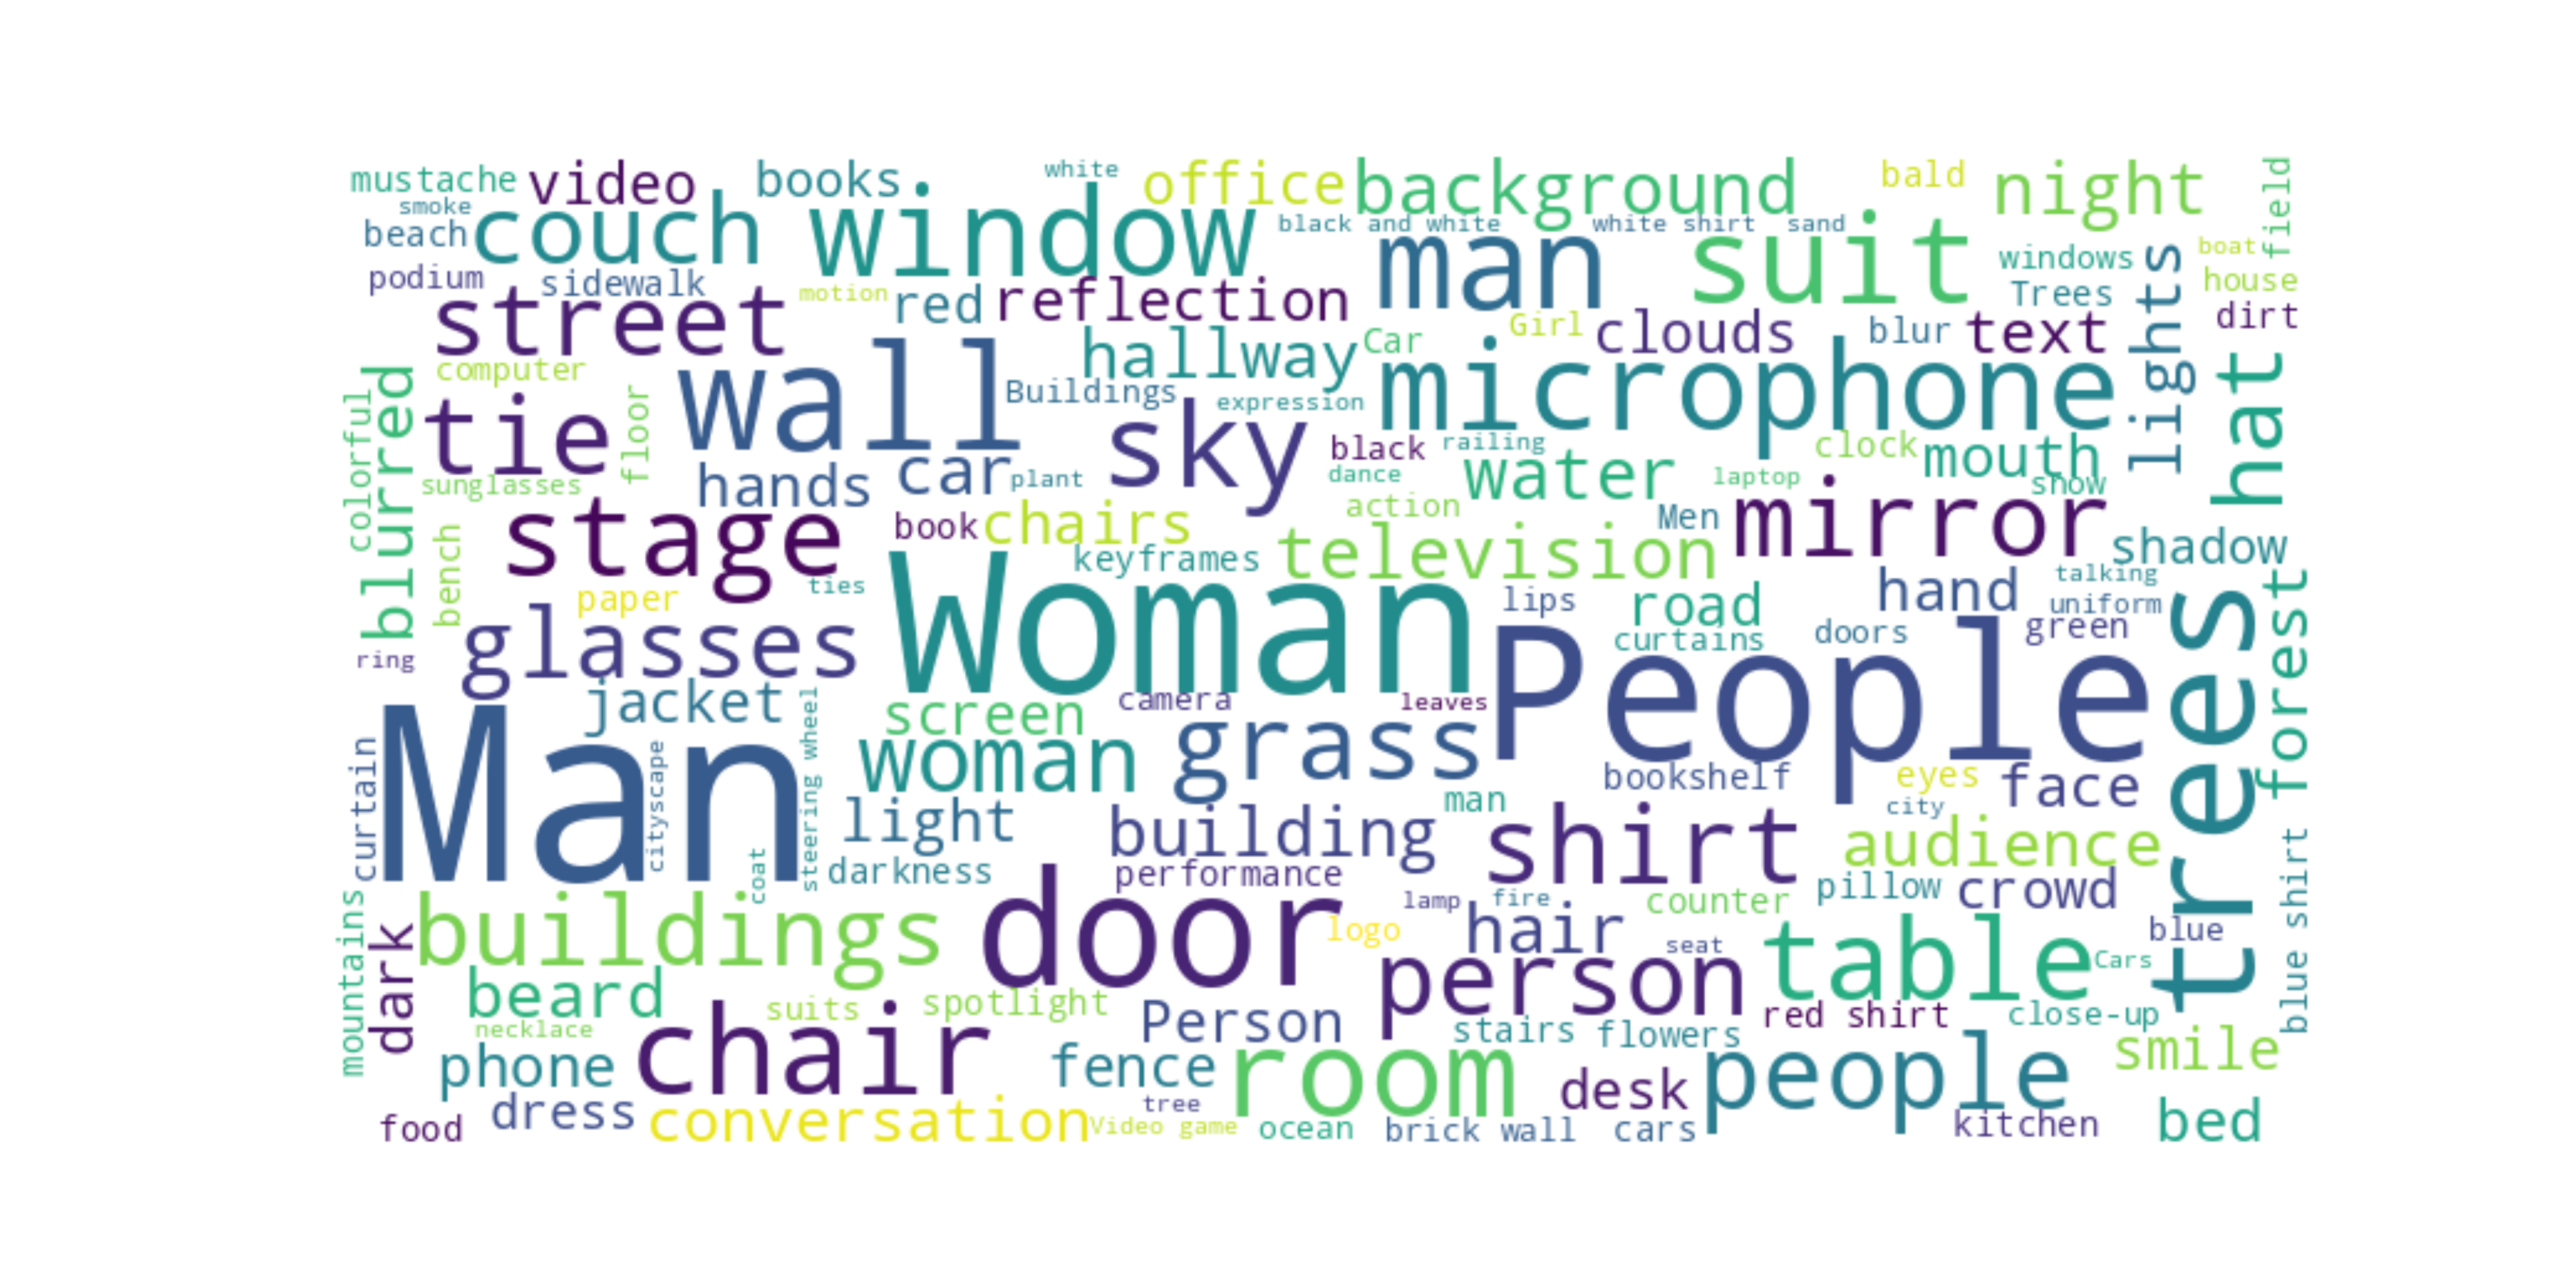 mustache
video
books
white
office
background
bald
night
field
smoke
beach
couch
window
black and white
white shirt
sand
man
suit
windows
lights
boat
house
podium
sidewalk
street
motion
red
reflection
Trees
dirt
Girl
clouds
blur
text
hallway
Car
computer
wall
Buildings
microphone
hat
colorful
blurred
tie
floor
expression
sky
black
railing
clock
mouth
hands
car
plant
dance
water
laptop
snow
sunglasses
action
stage
book
chairs
Men
mirror
bench
keyframes
television
shadow
paper
ties
Woman
lips
road
hand
talking
uniform
trees
forest
glasses
curtains
doors
green
ring
jacket
People
steering wheel
screen
camera
leaves
curtain
Man
cityscape
woman
grass
bookshelf
eyes
face
light
man
city
coat
building
shirt
audience
blue shirt
darkness
performance
mountains
dark
buildings
door
lamp
fire
counter
pillow
crowd
logo
hair
seat
table
blue
Cars
beard
person
suits
spotlight
necklace
chair
Person
stairs
flowers
red shirt
close-up
phone
fence
room
desk
people
smile
food
dress
conversation
tree
Video game
ocean
brick wall
cars
kitchen
bed